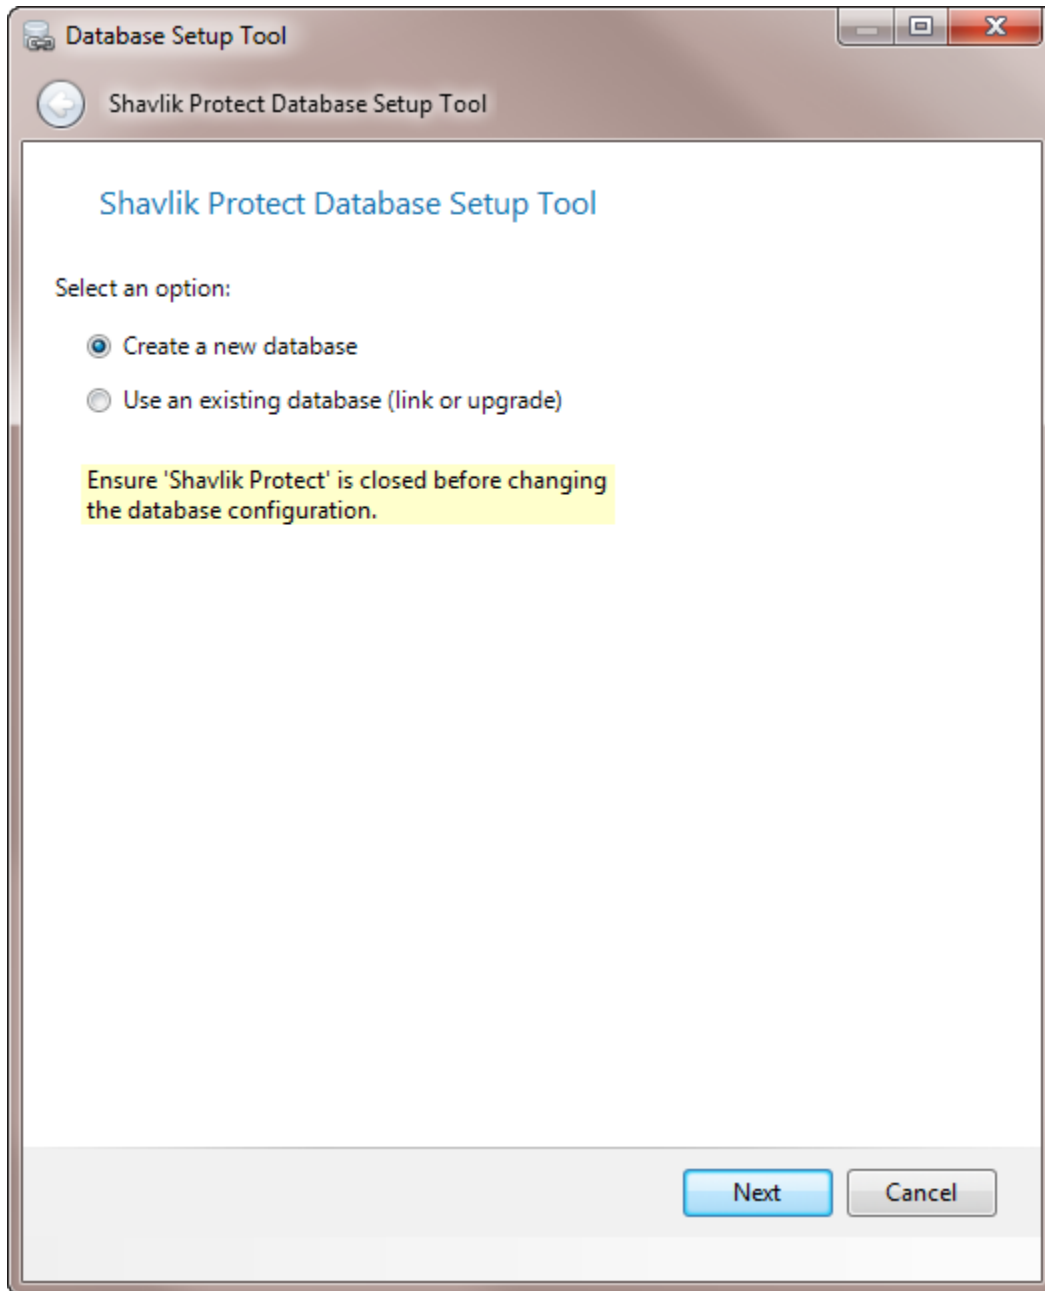 Database Setup Tool
Shavlik Protect Database Setup Tool
Shavlik Protect Database Setup Tool
Select an option:
Create a new database
Use an existing database (link or upgrade)
Ensure 'Shavlik Protect' is closed before changing
the database configuration.
Next
Cancel